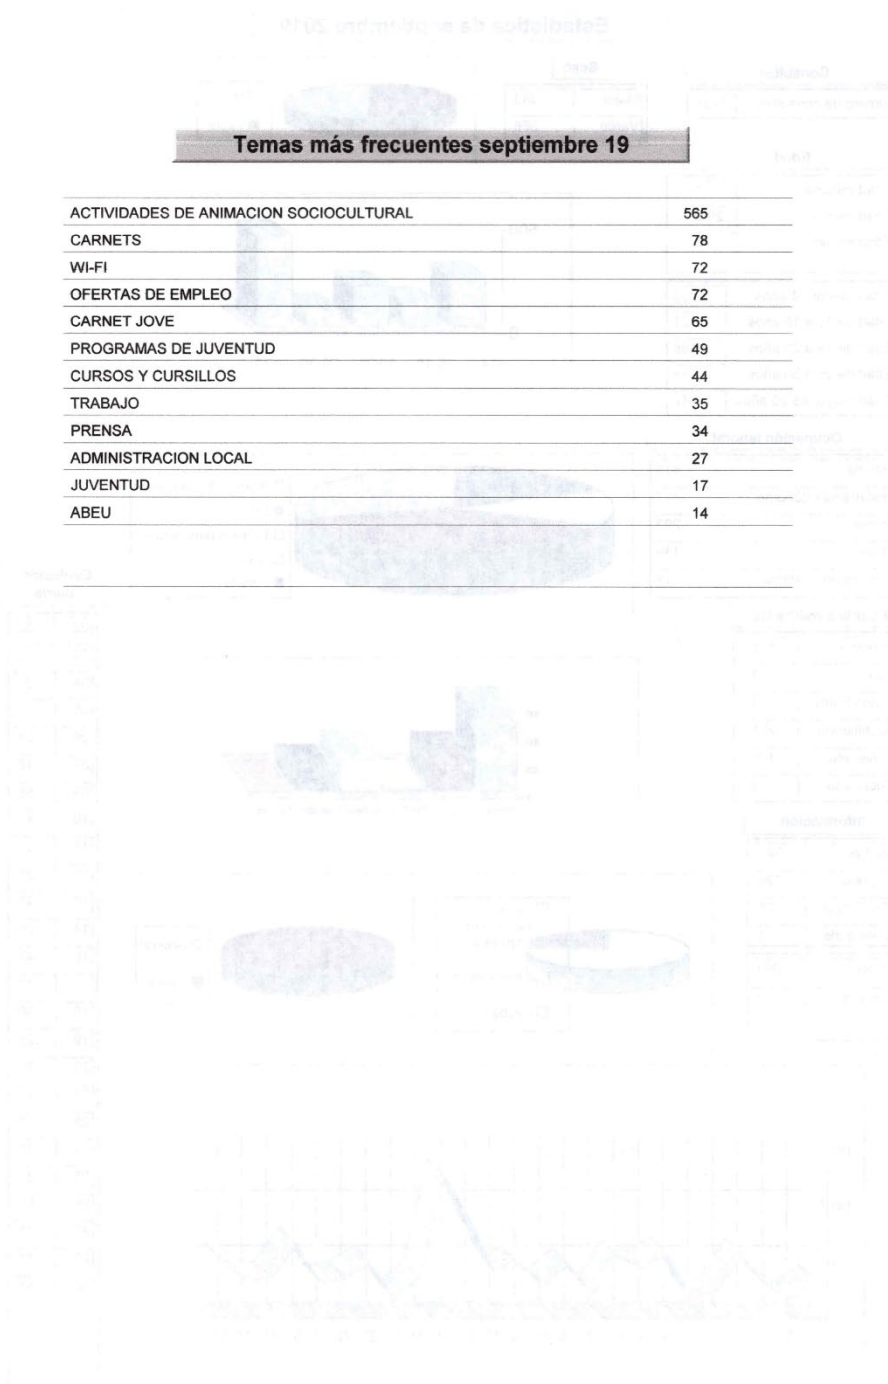 Temas más frecuentes septiembre 19
ACTIVIDADES DE ANIMACION SOCIOCULTURAL 565
CARNETS 78
WI-FI 72
OFERTAS DE EMPLEO 72
CARNET JOVE 65
PROGRAMAS DE JUVENTUD 49
CURSOS Y CURSILLOS 44
TRABAJO 35
PRENSA 34
ADMINISTRACION LOCAL 27
JUVENTUD 17
ABEU 14